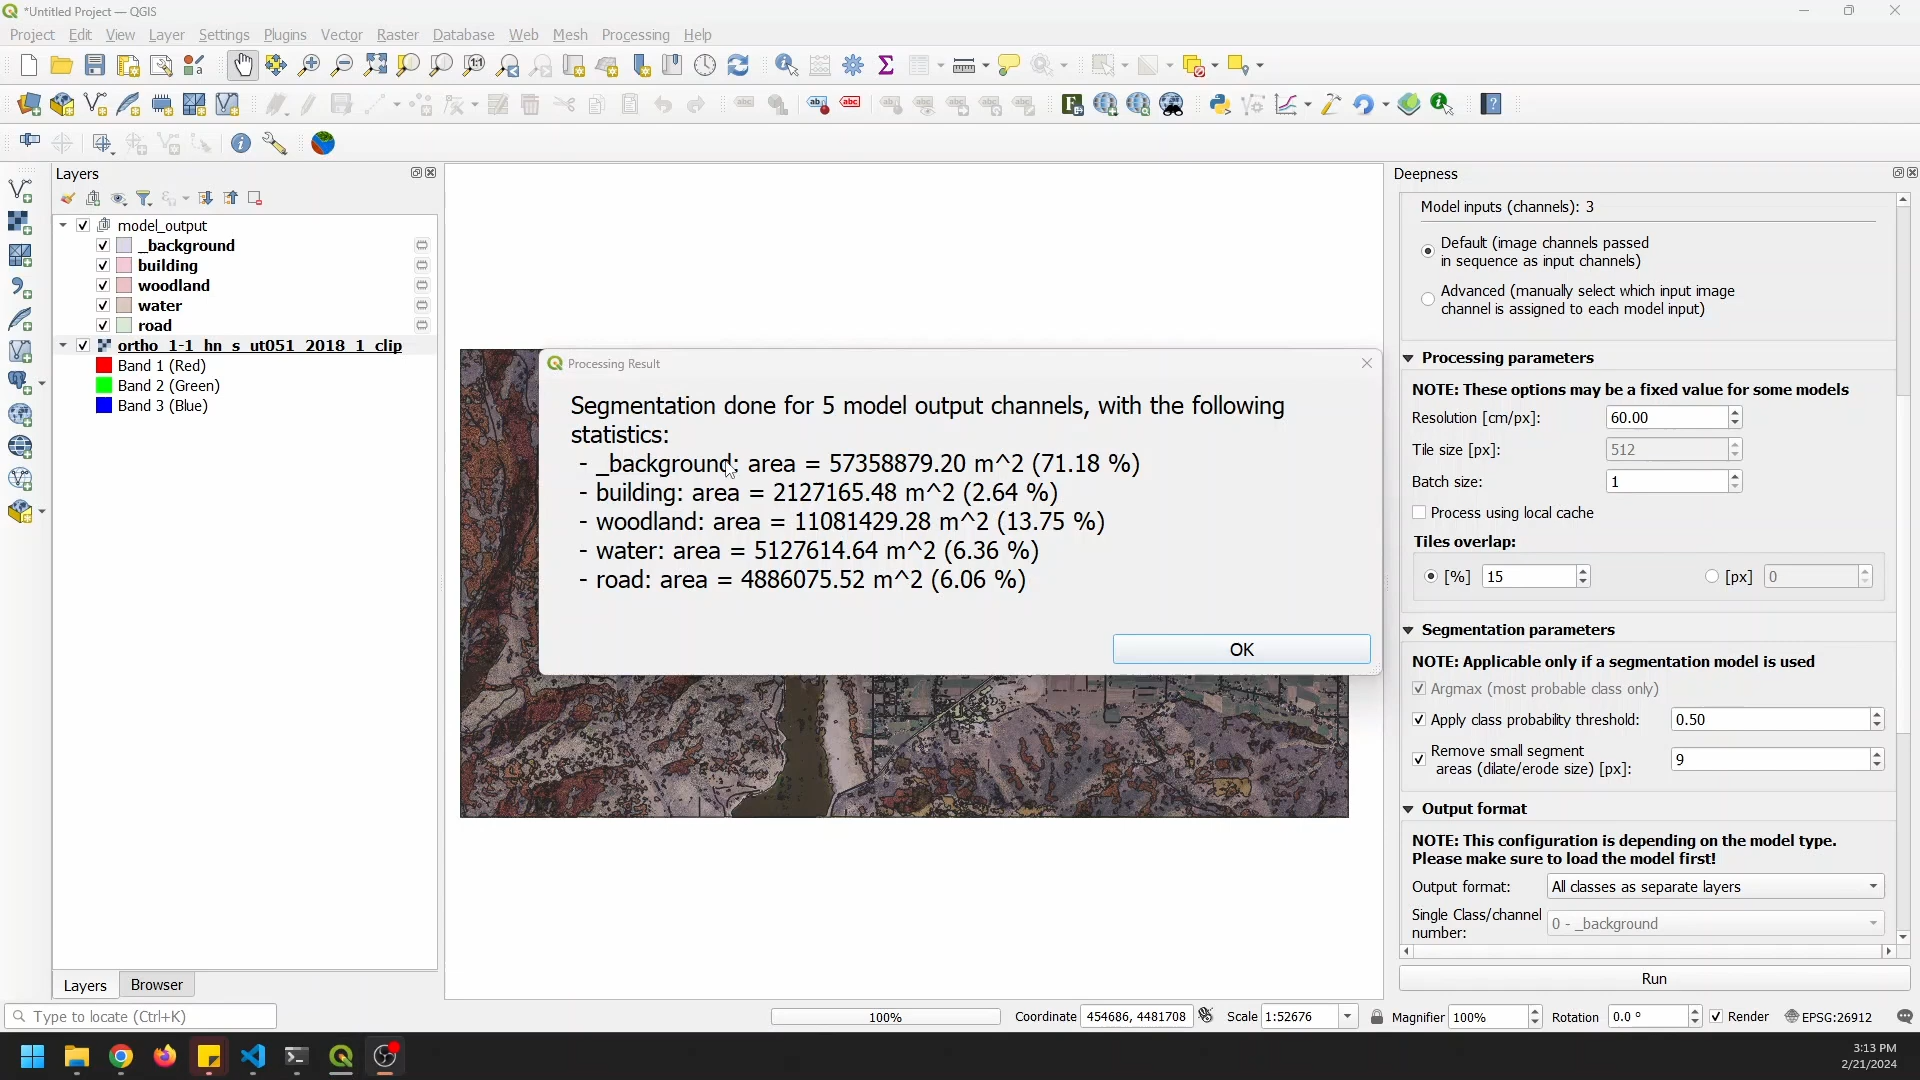 *Untitled Project — QGIS
Project Edit View Layer Settings Plugins Vector Raster Database Web Mesh Processing Help
Layers
model_output
_background
building
woodland
water
road
ortho_1-1_hn_s_ut051_2018_1_clip
Band 1 (Red)
Band 2 (Green)
Band 3 (Blue)
Processing Result
Segmentation done for 5 model output channels, with the following
statistics:
- _background: area = 57358879.20 m^2 (71.18 %)
- building: area = 2127165.48 m^2 (2.64 %)
- woodland: area = 11081429.28 m^2 (13.75 %)
- water: area = 5127614.64 m^2 (6.36 %)
- road: area = 4886075.52 m^2 (6.06 %)
OK
Deepness
Model inputs (channels): 3
Default (image channels passed
in sequence as input channels)
Advanced (manually select which input image
channel is assigned to each model input)
Processing parameters
NOTE: These options may be a fixed value for some models
Resolution [cm/px]: 60.00
Tile size [px]: 512
Batch size: 1
Process using local cache
Tiles overlap:
[%] 15 [px] 0
Segmentation parameters
NOTE: Applicable only if a segmentation model is used
Argmax (most probable class only)
Apply class probability threshold: 0.50
Remove small segment
areas (dilate/erode size) [px]: 9
Output format
NOTE: This configuration is depending on the model type.
Please make sure to load the model first!
Output format: All classes as separate layers
Single Class/channel
number: 0 - _background
Run
Layers Browser
Type to locate (Ctrl+K) 100% Coordinate 454686, 4481708 Scale 1:52676 Magnifier 100% Rotation 0.0 ° Render EPSG:26912
3:13 PM
2/21/2024